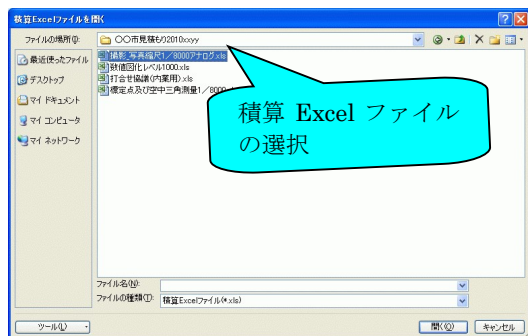 積算Excelファイルを開く
ファイルの場所(I):
〇〇市見積もり2010xxyy
最近使ったファイル
デスクトップ
マイ ドキュメント
マイ コンピュータ
マイ ネットワーク
撮影_写真縮尺1／8000アナログ.xls
数値図化レベル1000.xls
打合せ協議(内業用).xls
標定点及び空中三角測量1／8000
積算 Excel ファイル
の選択
ファイル名(N):
ファイルの種類(T):
積算Excelファイル(*.xls)
ツール(L)
開く(O)
キャンセル